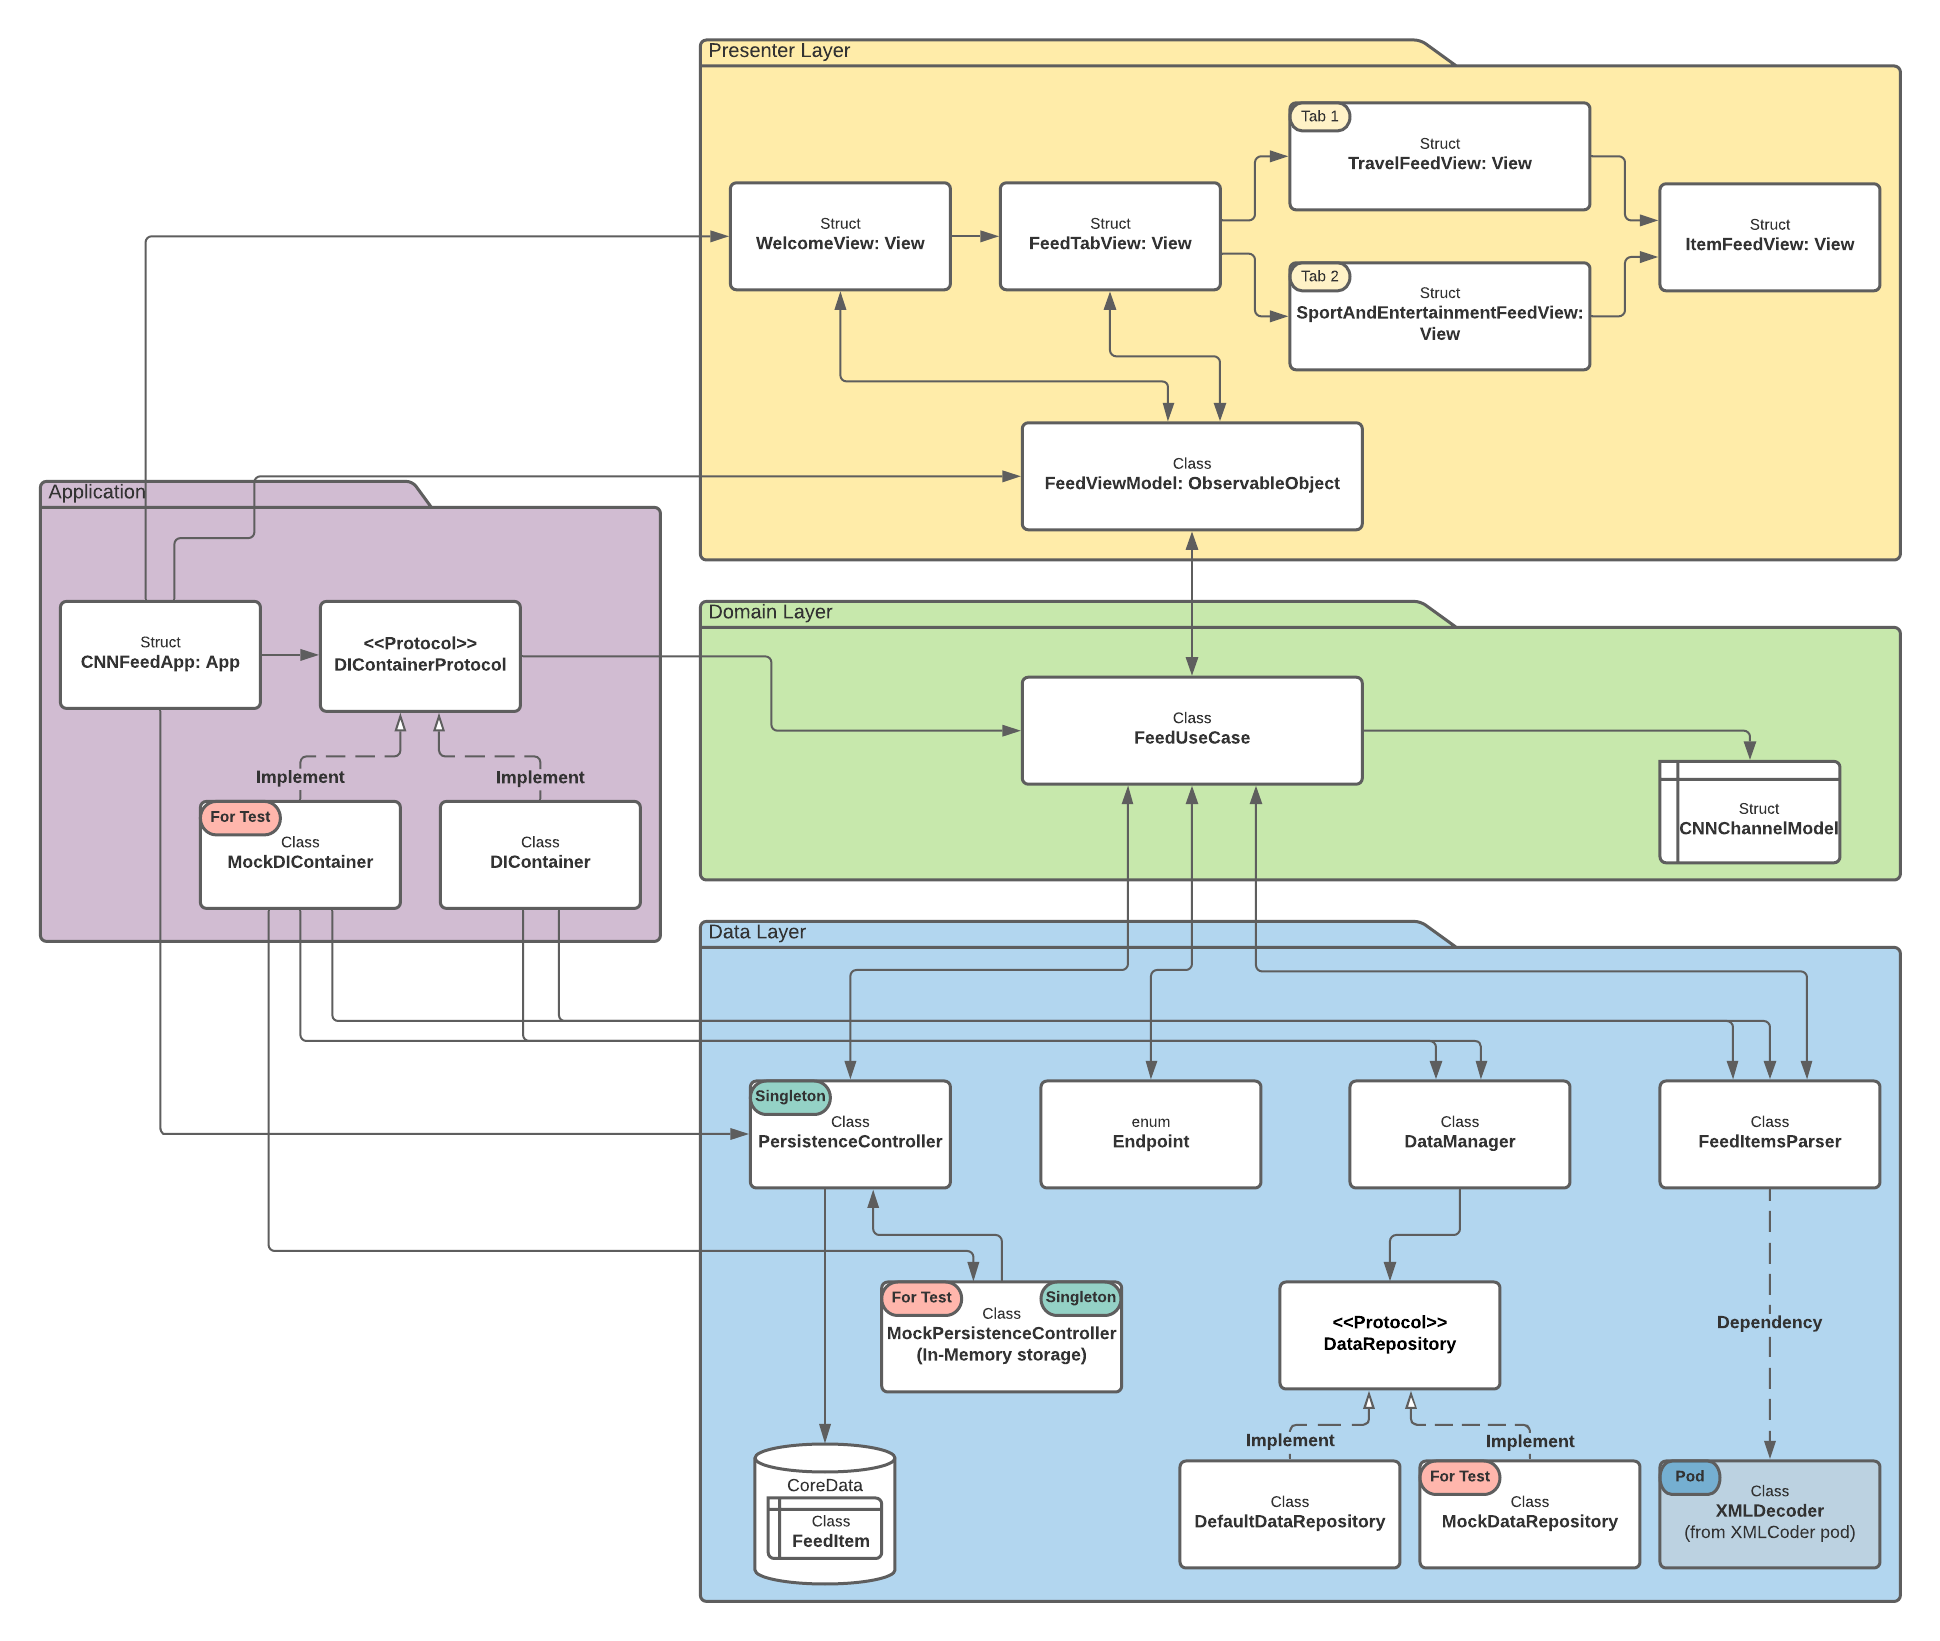 Presenter Layer
Tab 1
Struct
TravelFeedView: View
Struct
WelcomeView: View
Struct
FeedTabView: View
Struct
ItemFeedView: View
Tab 2
Struct
SportAndEntertainmentFeedView:
View
Class
FeedViewModel: ObservableObject
Application
Struct
CNNFeedApp: App
<<Protocol>>
DIContainerProtocol
Implement
Implement
For Test
Class
MockDIContainer
Class
DIContainer
Domain Layer
Class
FeedUseCase
Struct
CNNChannelModel
Data Layer
Singleton
Class
PersistenceController
enum
Endpoint
Class
DataManager
Class
FeedItemsParser
For Test
Singleton
Class
MockPersistenceController
(In-Memory storage)
<<Protocol>>
DataRepository
Dependency
Implement
Implement
CoreData
Class
FeedItem
Class
DefaultDataRepository
For Test
Class
MockDataRepository
Pod
Class
XMLDecoder
(from XMLCoder pod)